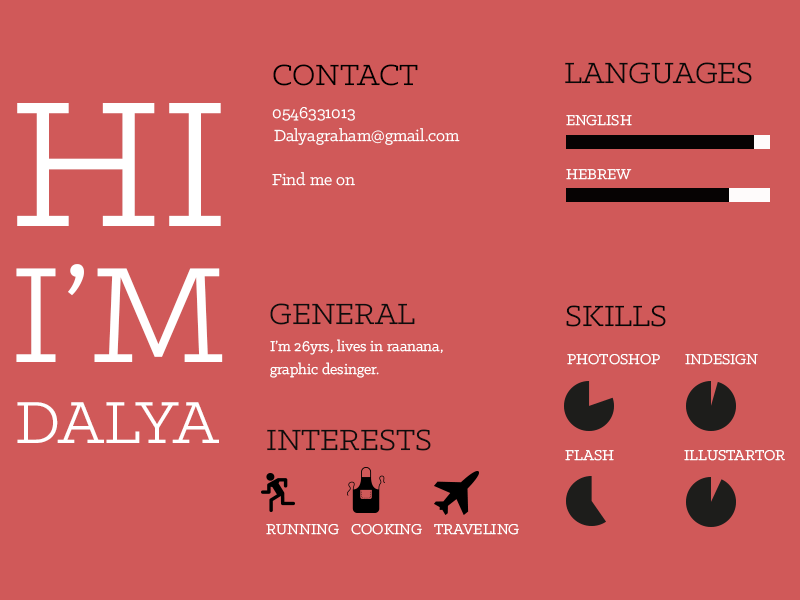 HI
I'M
DALYA
CONTACT
0546331013
Dalyagraham@gmail.com
Find me on
GENERAL
I'm 26yrs, lives in raanana,
graphic desinger.
INTERESTS
RUNNING COOKING TRAVELING
LANGUAGES
ENGLISH
HEBREW
SKILLS
PHOTOSHOP INDESIGN
FLASH ILLUSTARTOR